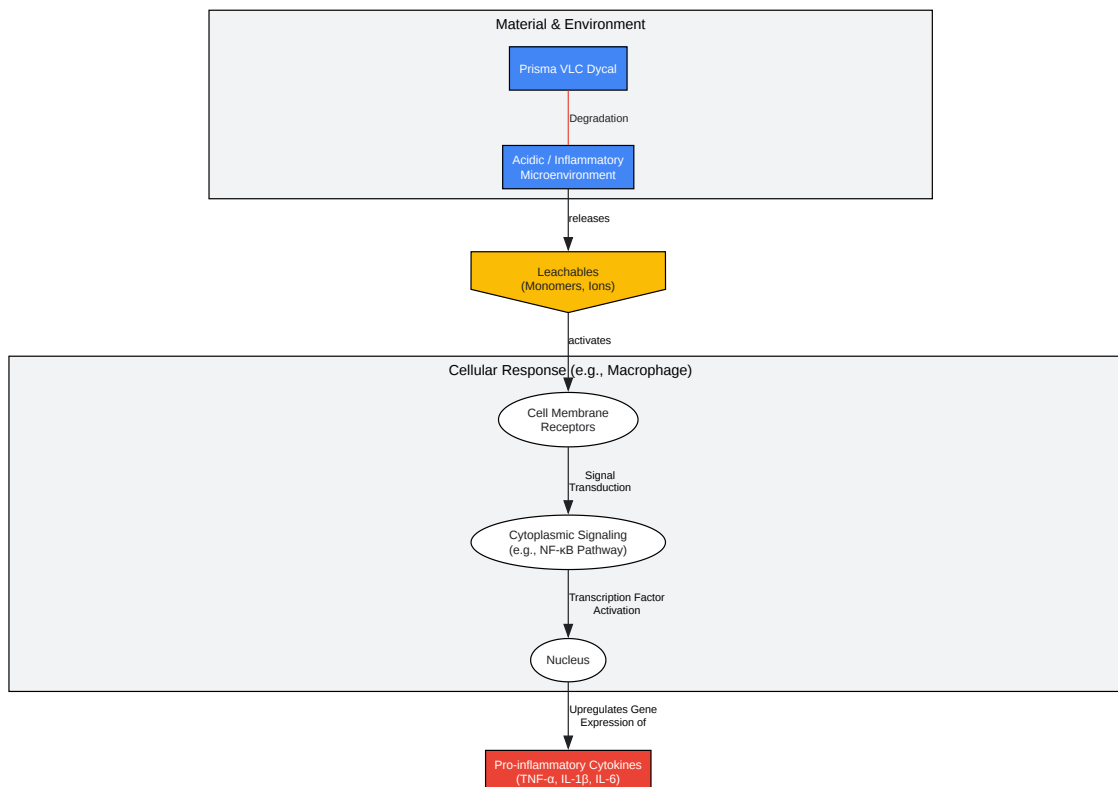 Material & Environment
Prisma VLC Dycal
Degradation
Acidic / Inflammatory
Microenvironment
releases
Leachables
(Monomers, Ions)
activates
Cellular Response (e.g., Macrophage)
Cell Membrane
Receptors
Signal
Transduction
Cytoplasmic Signaling
(e.g., NF-κB Pathway)
Transcription Factor
Activation
Nucleus
Upregulates Gene
Expression of
Pro-inflammatory Cytokines
(TNF-α, IL-1β, IL-6)